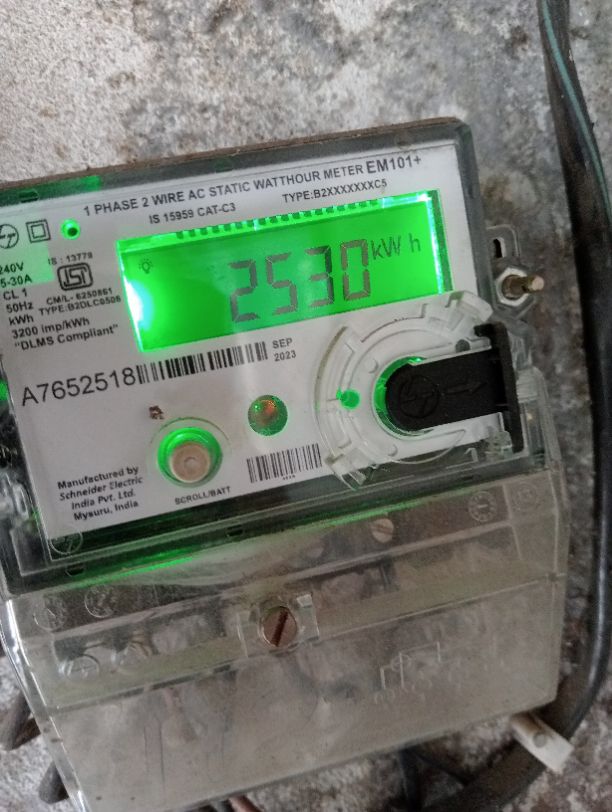 1 PHASE 2 WIRE AC STATIC WATTHOUR METER EM101+
IS 15959 CAT-C3 TYPE:B2XXXXXXXC5
IS : 13779
240V
5-30A
CL 1
50Hz
CM/L- 6250861
kWh
TYPE:B2DLC6506
3200 imp/kWh
"DLMS Compliant"
2530 kWh
SEP
2023
A7652518
Manufactured by
Schneider Electric
India Pvt. Ltd.
Mysuru, India
SCROLL/BATT